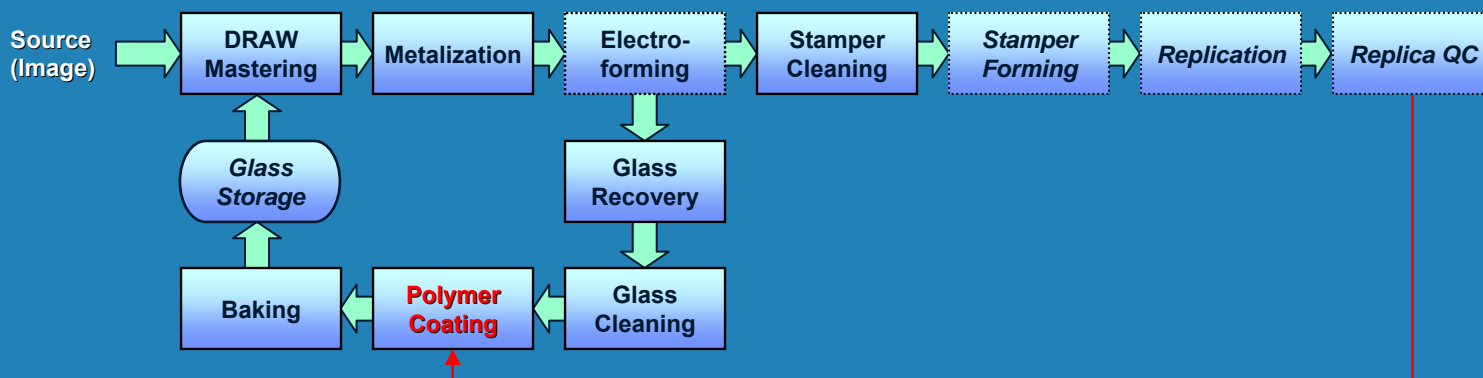 Source
(Image)
DRAW
Mastering
Metalization
Electro-
forming
Stamper
Cleaning
Stamper
Forming
Replication
Replica QC
Glass
Storage
Glass
Recovery
Baking
Polymer
Coating
Glass
Cleaning